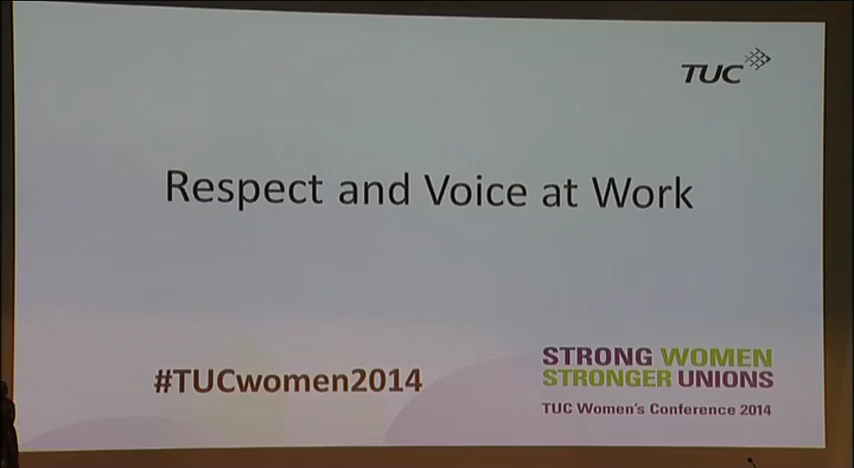 TUC
Respect and Voice at Work
#TUCwomen2014
STRONG WOMEN
STRONGER UNIONS
TUC Women's Conference 2014